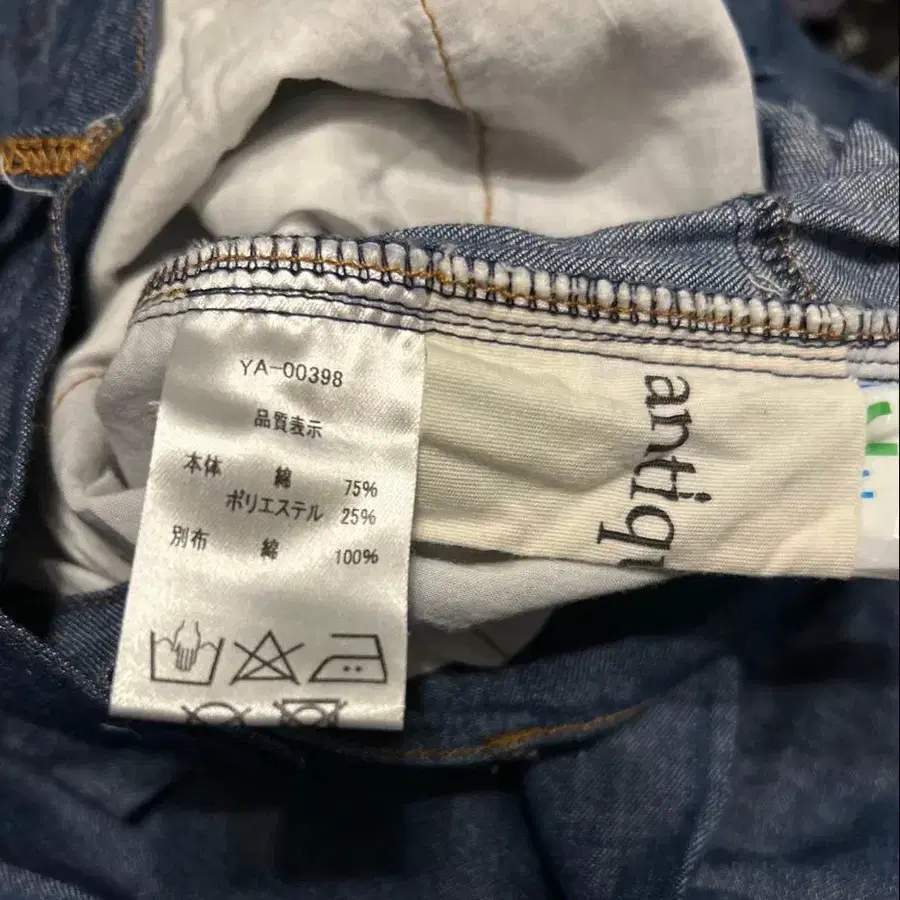 YA-00398
品質表示
本体 綿 75%
ポリエステル 25%
別布 綿 100%
antiqu